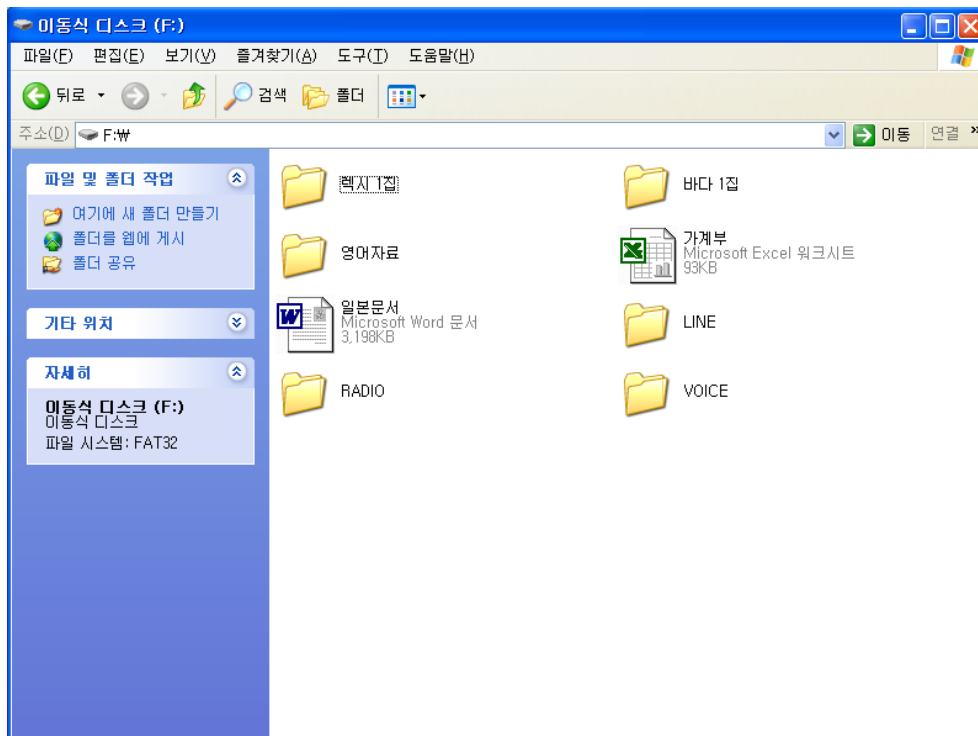 이동식 디스크 (F:)
파일(F) 편집(E) 보기(V) 즐겨찾기(A) 도구(T) 도움말(H)
뒤로 검색 폴더
주소(D) F:₩ 이동 연결 »
파일 및 폴더 작업
여기에 새 폴더 만들기
폴더를 웹에 게시
폴더 공유
기타 위치
자세히
이동식 디스크 (F:)
이동식 디스크
파일 시스템: FAT32
렉시 1집
바다 1집
영어자료
가계부
Microsoft Excel 워크시트
93KB
일본문서
Microsoft Word 문서
3,198KB
LINE
RADIO
VOICE